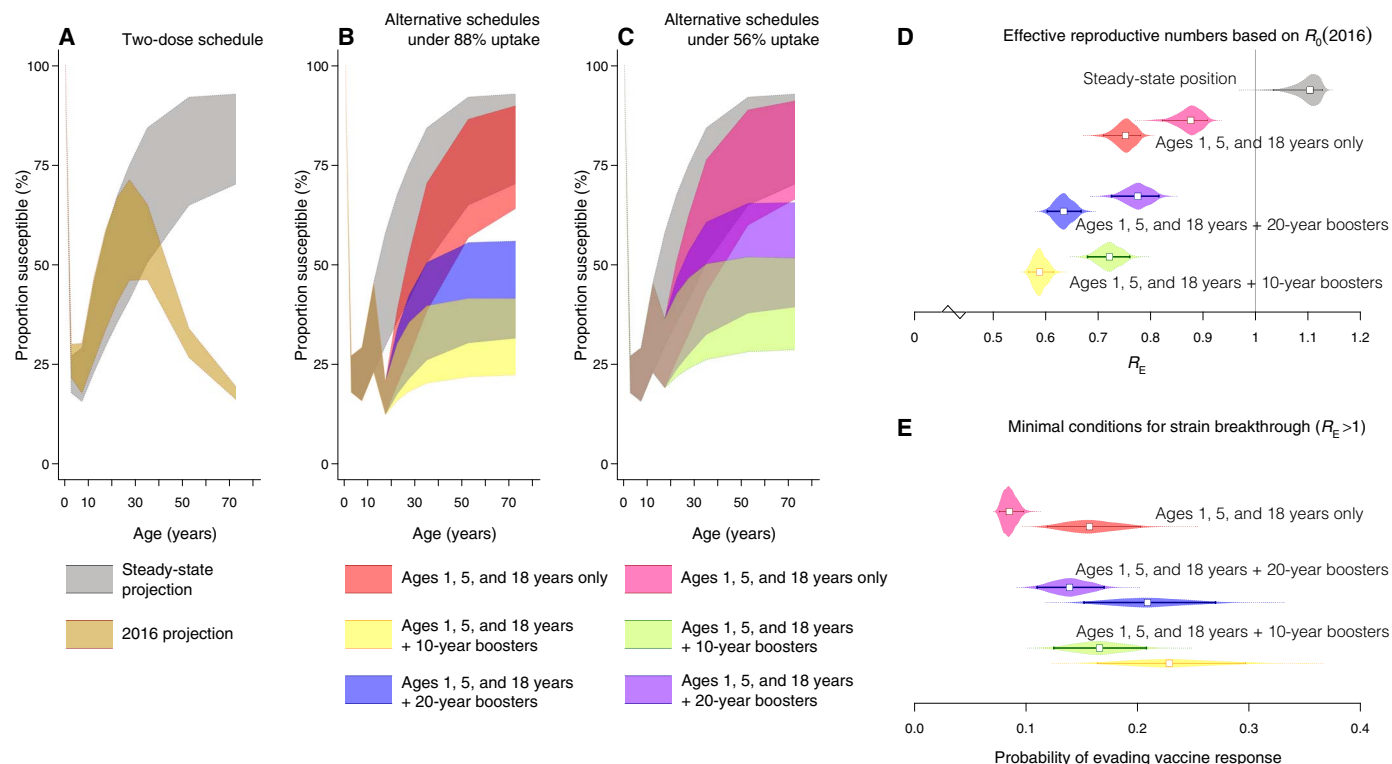 A
Two-dose schedule
Proportion susceptible (%)
100
75
50
25
0
0 10 30 50 70
Age (years)
Steady-state
projection
2016 projection
B
Alternative schedules
under 88% uptake
Proportion susceptible (%)
100
75
50
25
0
0 10 30 50 70
Age (years)
Ages 1, 5, and 18 years only
Ages 1, 5, and 18 years
+ 10-year boosters
Ages 1, 5, and 18 years
+ 20-year boosters
C
Alternative schedules
under 56% uptake
Proportion susceptible (%)
100
75
50
25
0
0 10 30 50 70
Age (years)
Ages 1, 5, and 18 years only
Ages 1, 5, and 18 years
+ 10-year boosters
Ages 1, 5, and 18 years
+ 20-year boosters
D
Effective reproductive numbers based on R0(2016)
Steady-state position
Ages 1, 5, and 18 years only
Ages 1, 5, and 18 years + 20-year boosters
Ages 1, 5, and 18 years + 10-year boosters
0 0.5 0.6 0.7 0.8 0.9 1 1.1 1.2
RE
E
Minimal conditions for strain breakthrough (RE>1)
Ages 1, 5, and 18 years only
Ages 1, 5, and 18 years + 20-year boosters
Ages 1, 5, and 18 years + 10-year boosters
0.0 0.1 0.2 0.3 0.4
Probability of evading vaccine response